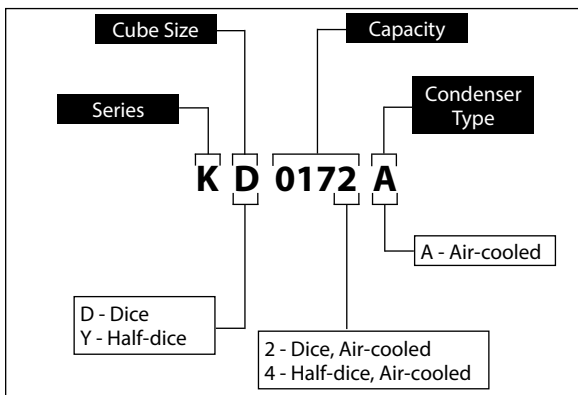 Cube Size
Capacity
Series
Condenser
Type
K D 0172 A
A - Air-cooled
D - Dice
Y - Half-dice
2 - Dice, Air-cooled
4 - Half-dice, Air-cooled